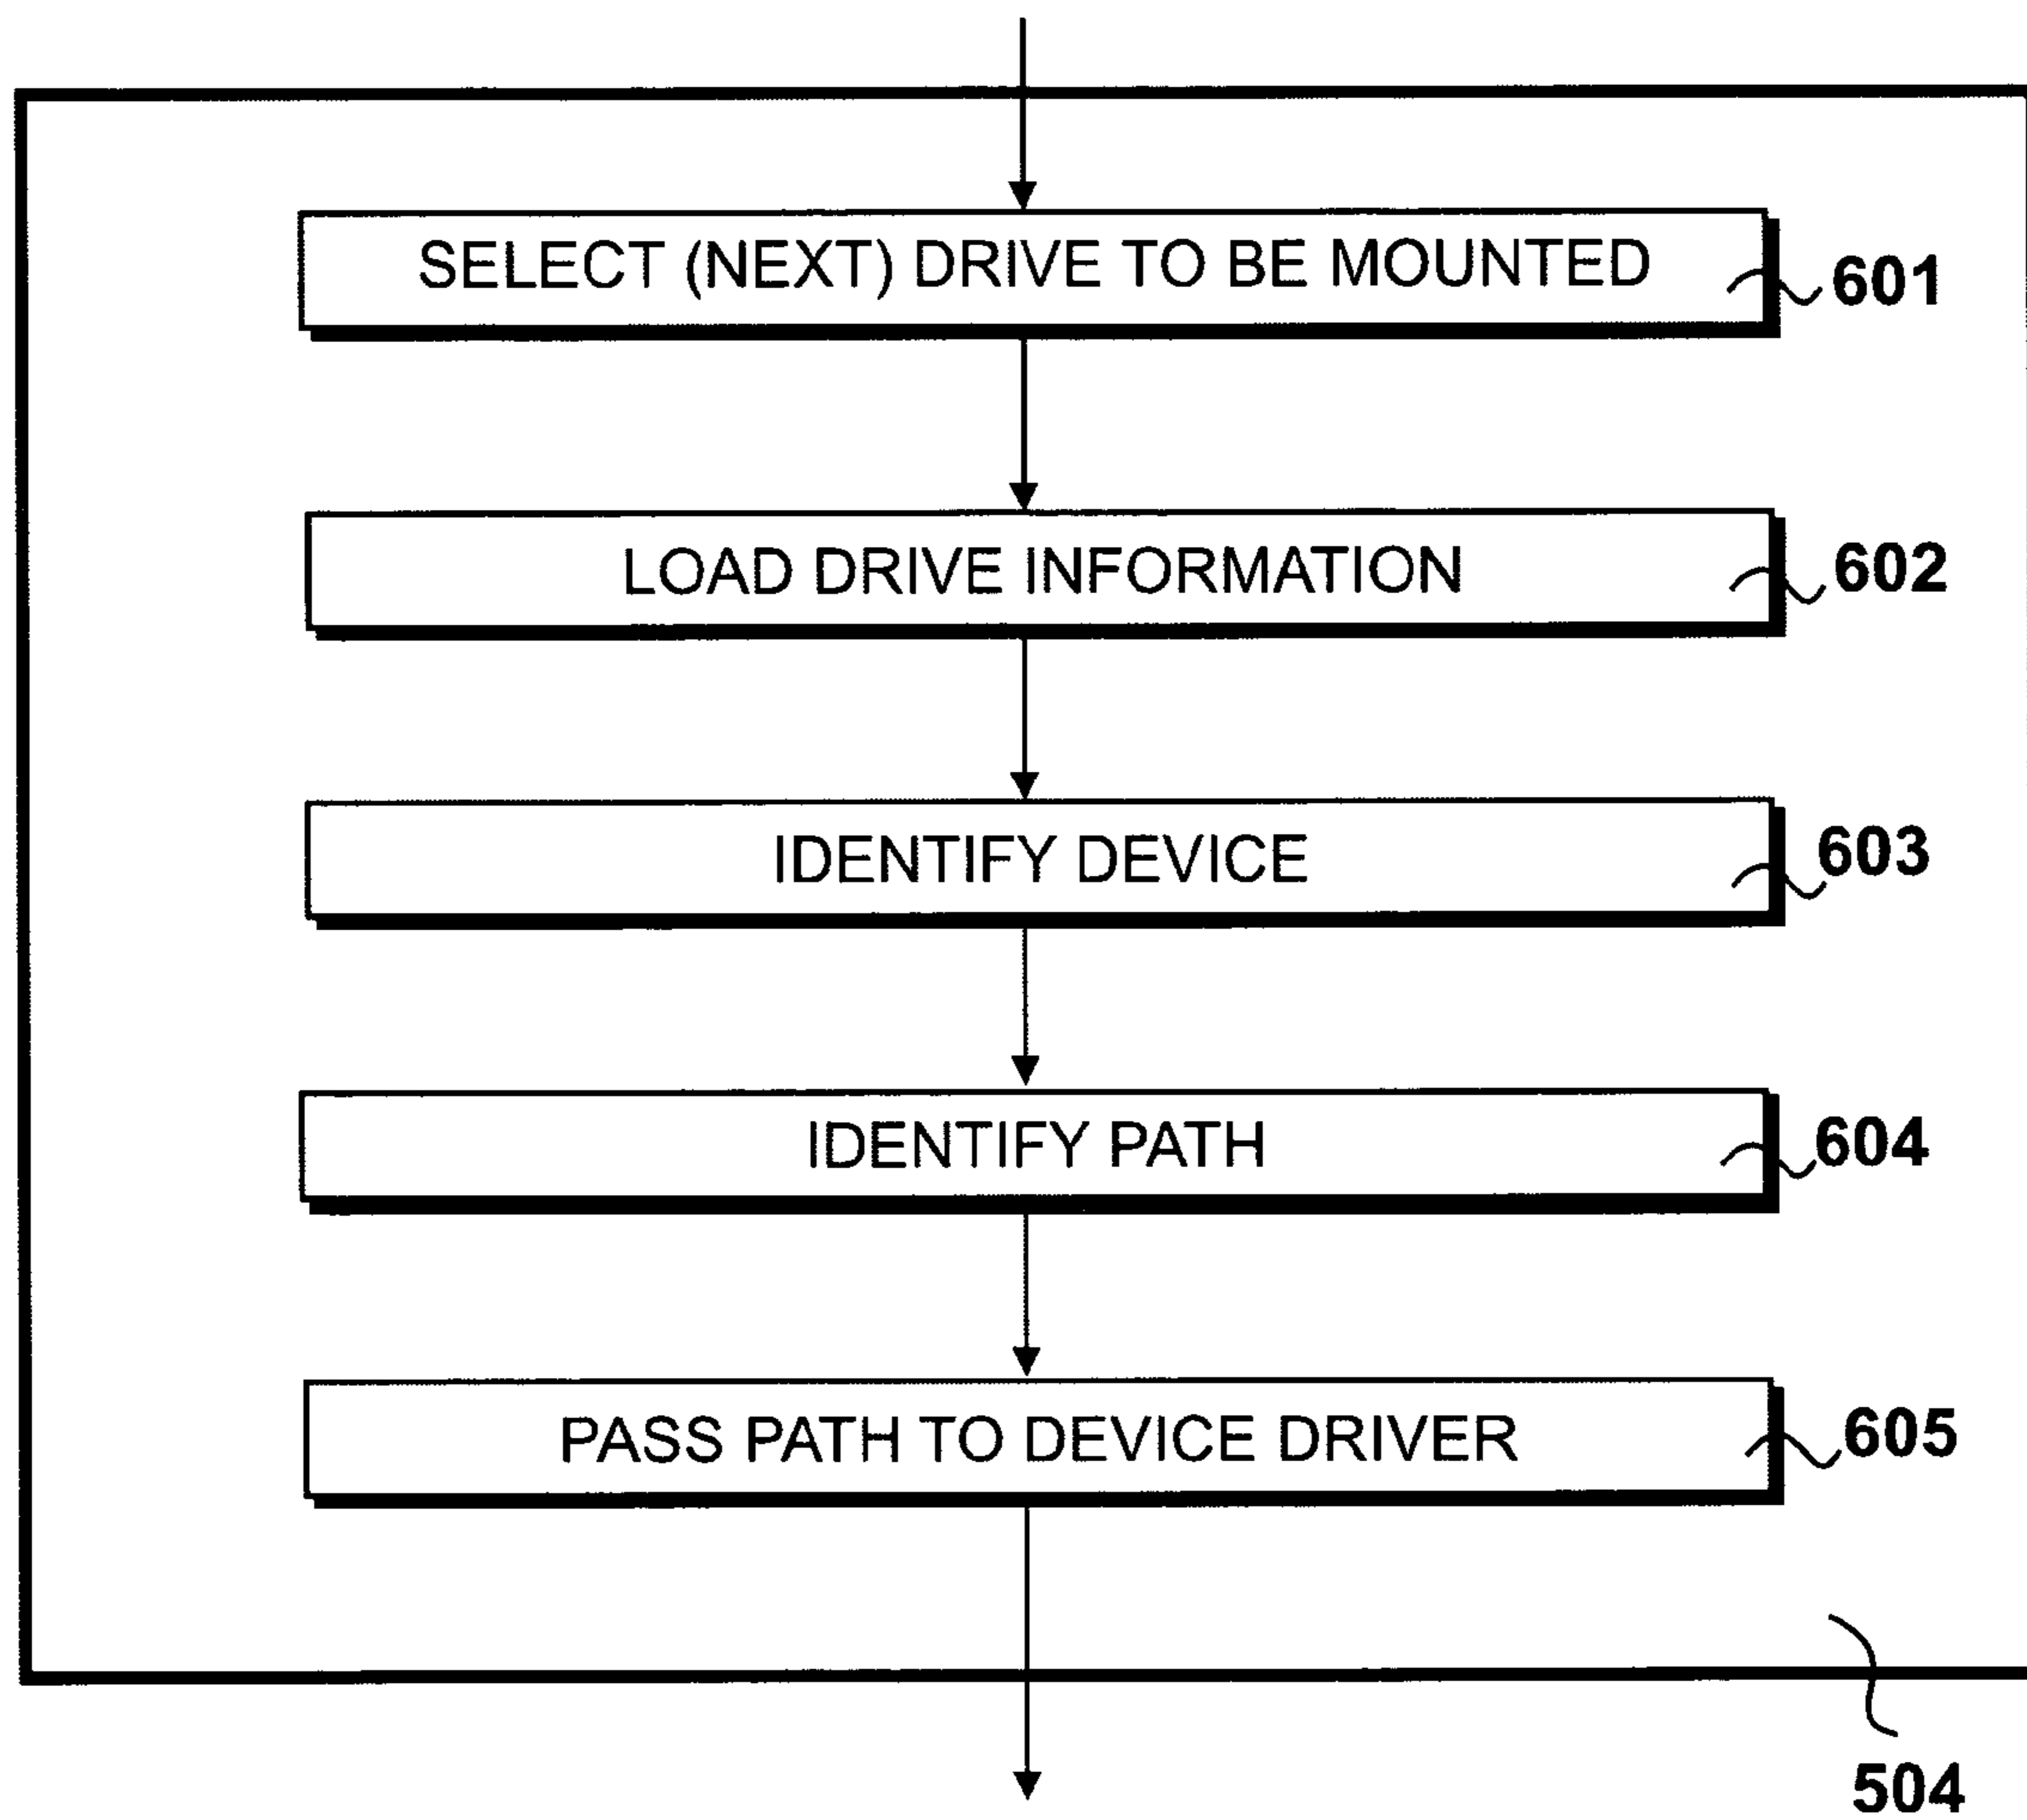 SELECT (NEXT) DRIVE TO BE MOUNTED
601
LOAD DRIVE INFORMATION
602
IDENTIFY DEVICE
603
IDENTIFY PATH
604
PASS PATH TO DEVICE DRIVER
605
504